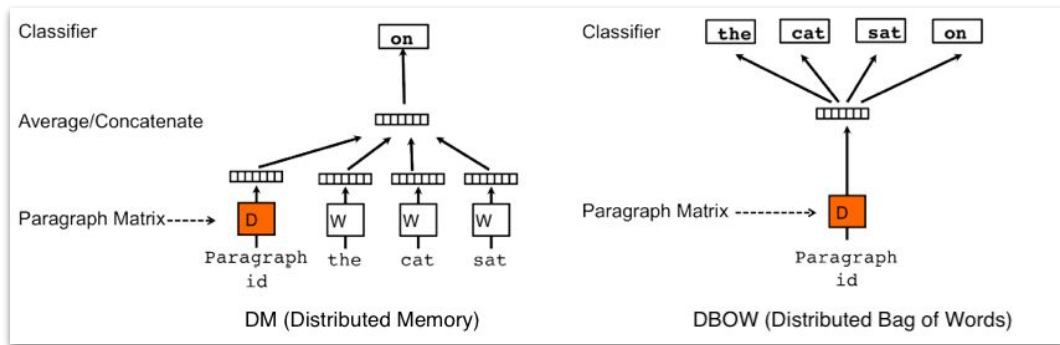 Classifier
on
Average/Concatenate
Paragraph Matrix
D
W
W
W
Paragraph
id
the
cat
sat
DM (Distributed Memory)
Classifier
the
cat
sat
on
Paragraph Matrix
D
Paragraph
id
DBOW (Distributed Bag of Words)